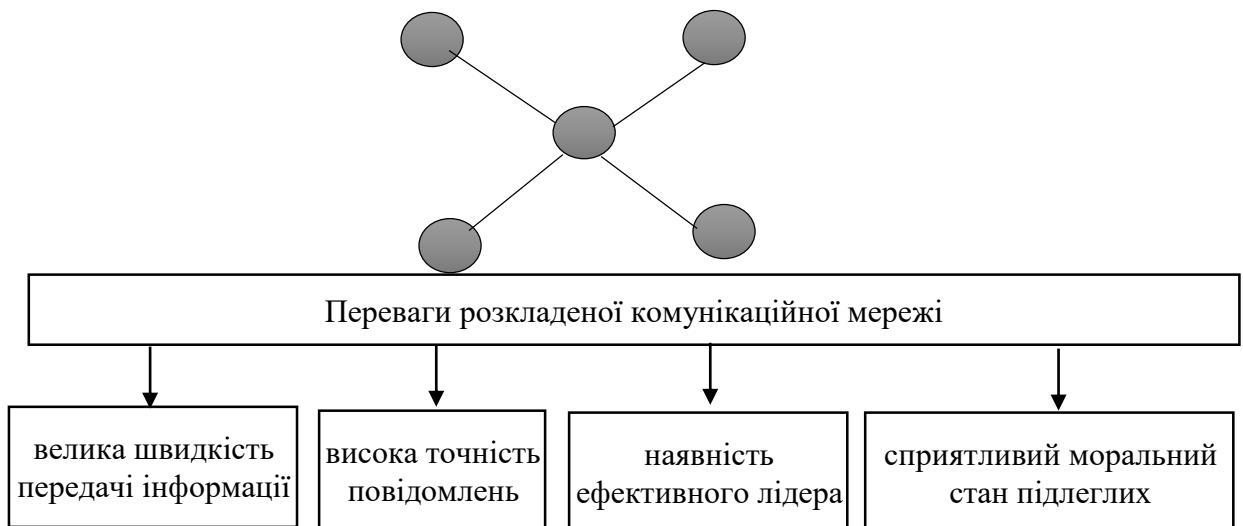 Переваги розкладеної комунікаційної мережі
велика швидкість
передачі інформації
висока точність
повідомлень
наявність
ефективного лідера
сприятливий моральний
стан підлеглих